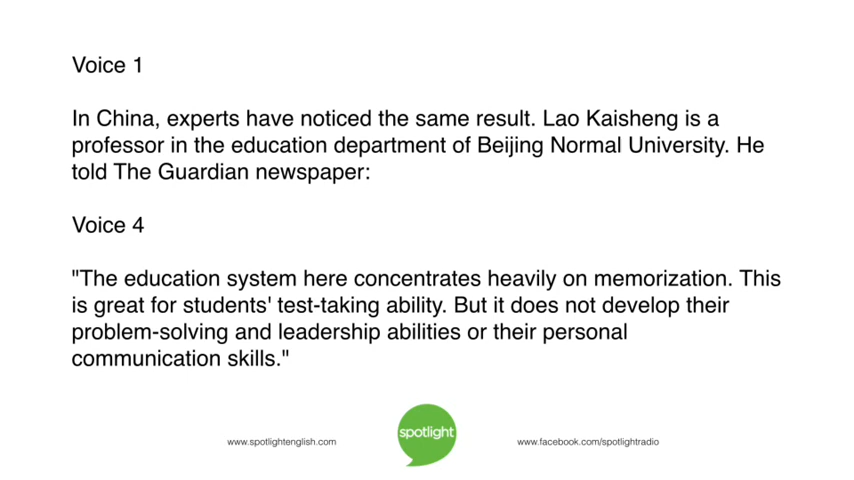 Voice 1
In China, experts have noticed the same result. Lao Kaisheng is a
professor in the education department of Beijing Normal University. He
told The Guardian newspaper:
Voice 4
"The education system here concentrates heavily on memorization. This
is great for students' test-taking ability. But it does not develop their
problem-solving and leadership abilities or their personal
communication skills."
www.spotlightenglish.com
spotlight
www.facebook.com/spotlightradio